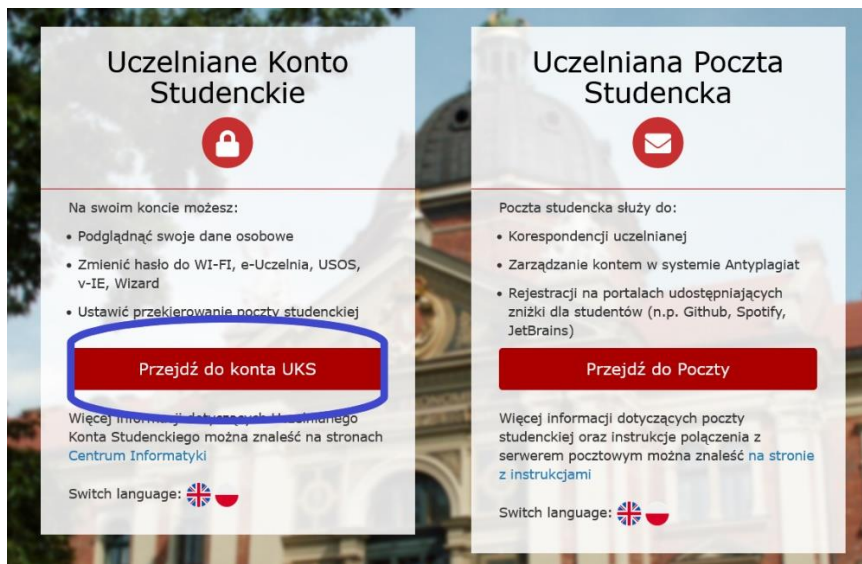 Uczelniane Konto
Studenckie
Na swoim koncie możesz:
• Podglądnąć swoje dane osobowe
• Zmienić hasło do WI-FI, e-Uczelnia, USOS,
v-IE, Wizard
• Ustawić przekierowanie poczty studenckiej
Przejdź do konta UKS
Więcej informacji dotyczących Uczelnianego
Konta Studenckiego można znaleść na stronach
Centrum Informatyki
Switch language:
Uczelniana Poczta
Studencka
Poczta studencka służy do:
• Korespondencji uczelnianej
• Zarządzanie kontem w systemie Antyplagiat
• Rejestracji na portalach udostępniających
zniżki dla studentów (n.p. Github, Spotify,
JetBrains)
Przejdź do Poczty
Więcej informacji dotyczących poczty
studenckiej oraz instrukcje połączenia z
serwerem pocztowym można znaleść na stronie
z instrukcjami
Switch language: